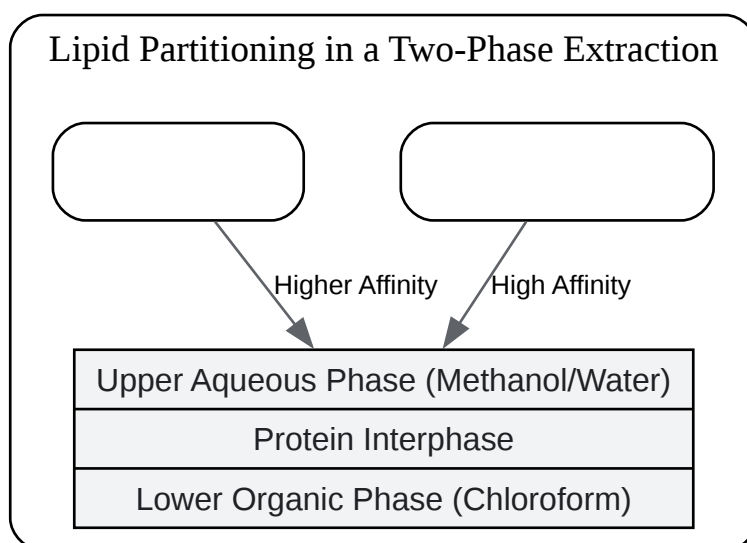 Lipid Partitioning in a Two-Phase Extraction
Higher Affinity
High Affinity
Upper Aqueous Phase (Methanol/Water)
Protein Interphase
Lower Organic Phase (Chloroform)